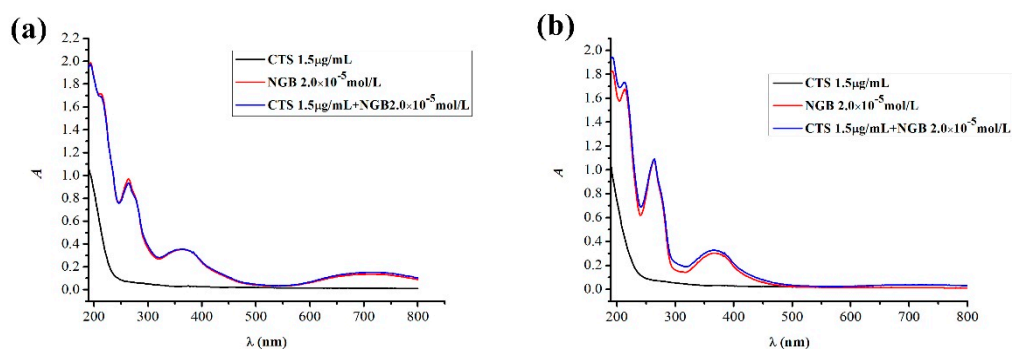 (a)
2.2
2.0
1.8
1.6
1.4
1.2
1.0
0.8
0.6
0.4
0.2
0.0
A
CTS 1.5μg/mL
NGB 2.0×10⁻⁵mol/L
CTS 1.5μg/mL+NGB2.0×10⁻⁵mol/L
200 300 400 500 600 700 800
λ (nm)
(b)
2.2
2.0
1.8
1.6
1.4
1.2
1.0
0.8
0.6
0.4
0.2
0.0
A
CTS 1.5μg/mL
NGB 2.0×10⁻⁵mol/L
CTS 1.5μg/mL+NGB 2.0×10⁻⁵mol/L
200 300 400 500 600 700 800
λ (nm)